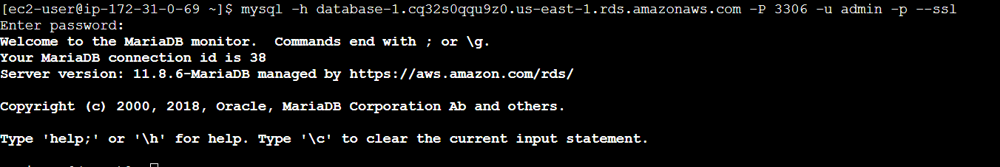 [ec2-user@ip-172-31-0-69 ~]$ mysql -h database-1.cq32s0qqu9z0.us-east-1.rds.amazonaws.com -P 3306 -u admin -p --ssl
Enter password:
Welcome to the MariaDB monitor.  Commands end with ; or \g.
Your MariaDB connection id is 38
Server version: 11.8.6-MariaDB managed by https://aws.amazon.com/rds/
Copyright (c) 2000, 2018, Oracle, MariaDB Corporation Ab and others.
Type 'help;' or '\h' for help. Type '\c' to clear the current input statement.